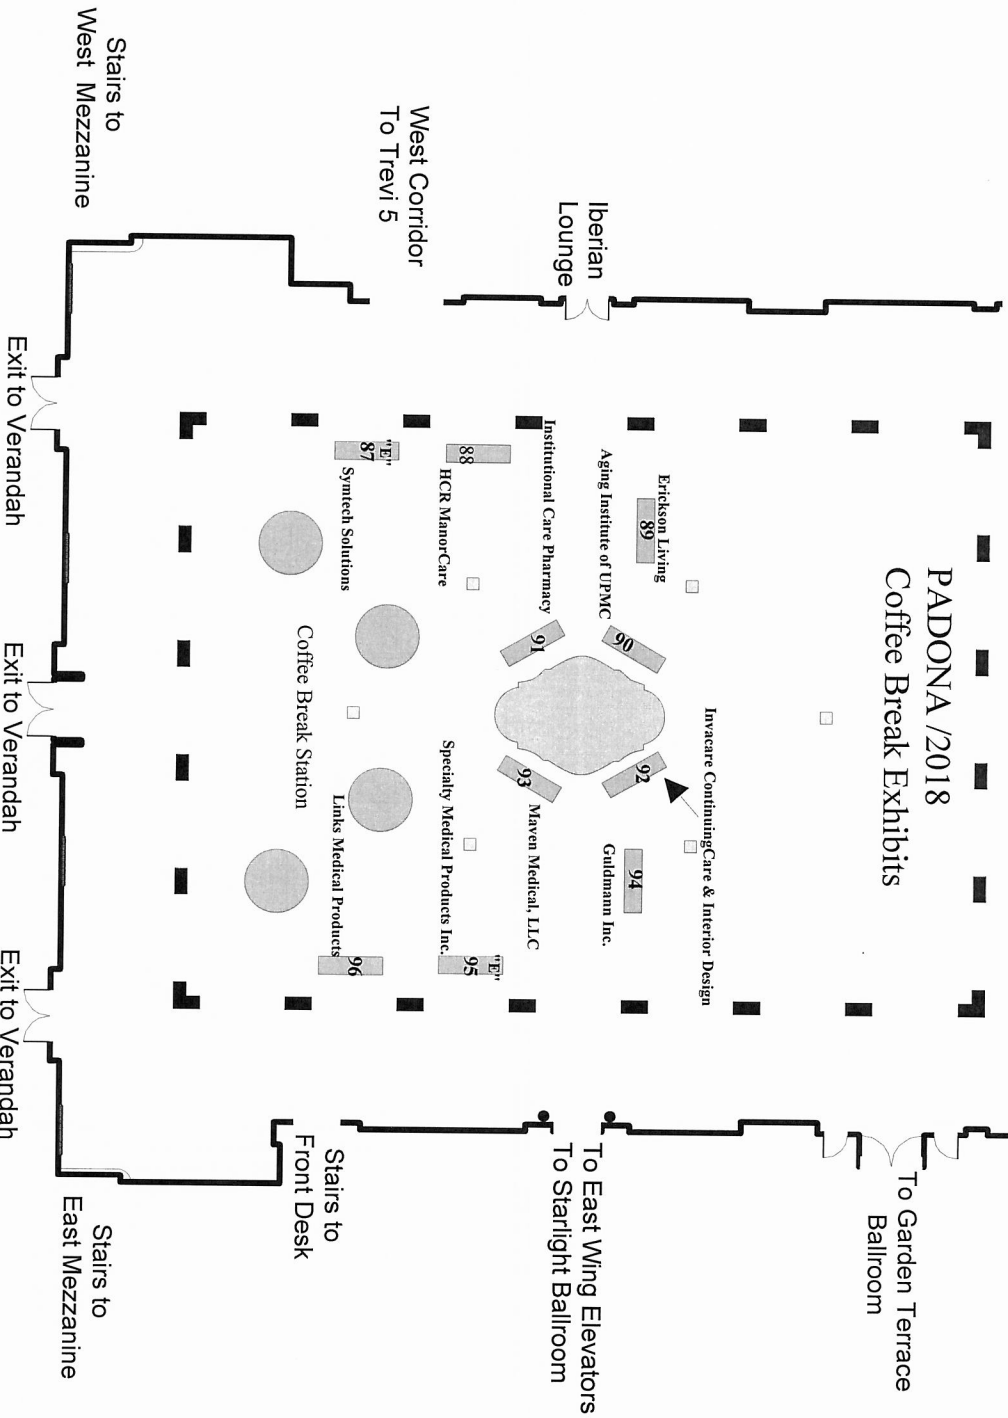 PADONA /2018
Coffee Break Exhibits
To Garden Terrace
Ballroom
Iberian
Lounge
To East Wing Elevators
To Starlight Ballroom
West Corridor
To Trevi 5
Stairs to
Front Desk
Stairs to
West Mezzanine
Stairs to
East Mezzanine
Invacare ContinuingCare & Interior Design
Erickson Living
89
Aging Institute of UPMC
90
92
94
Guldmann Inc.
Institutional Care Pharmacy
91
93
Maven Medical, LLC
88
HCR ManorCare
"E"
95
Specialty Medical Products Inc.
"E"
87
Symtech Solutions
96
Links Medical Products
Coffee Break Station
Exit to Verandah
Exit to Verandah
Exit to Verandah